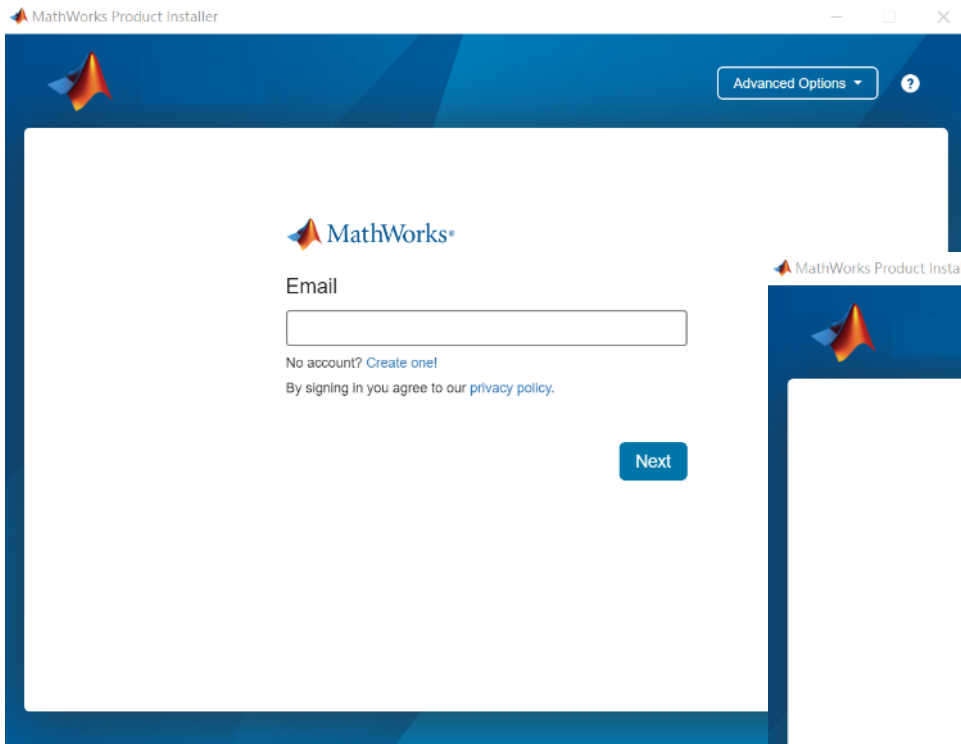 MathWorks Product Installer
Advanced Options
?
MathWorks®
Email
No account? Create one!
By signing in you agree to our privacy policy.
Next
MathWorks Product Insta